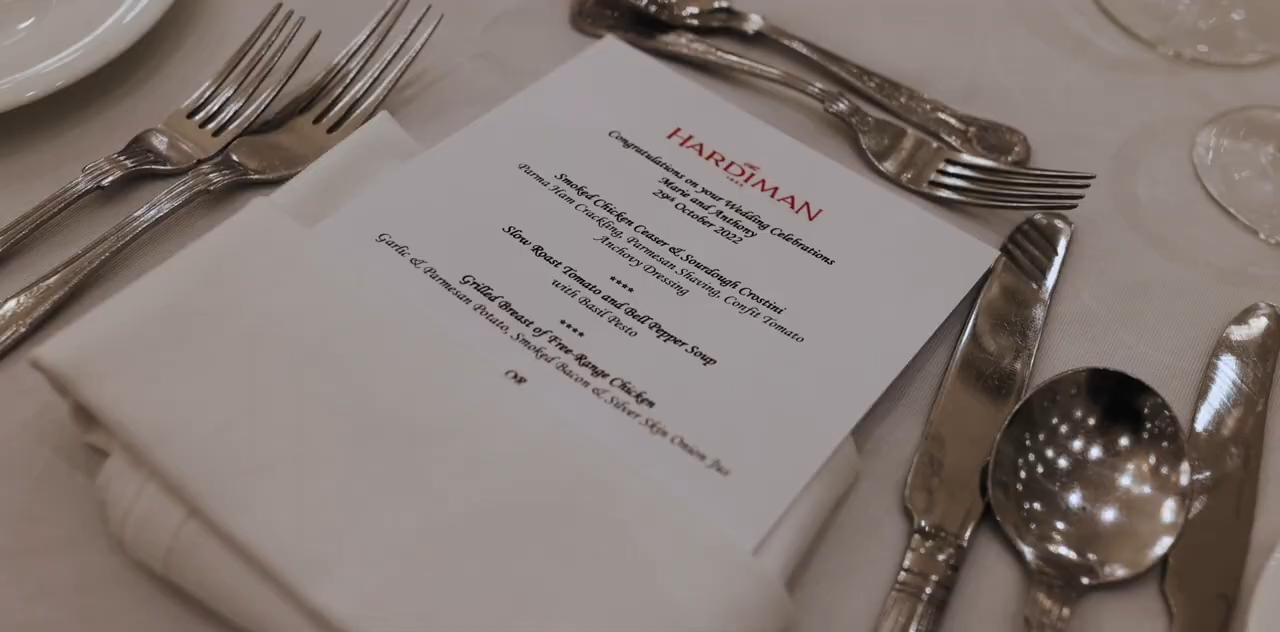 HARDIMAN
Congratulations on your Wedding Celebrations
Marie and Anthony
29th October 2022
Smoked Chicken Ceaser & Sourdough Crostini
Parma Ham Crackling, Parmesan Shaving, Confit Tomato
Anchovy Dressing
****
Slow Roast Tomato and Bell Pepper Soup
with Basil Pesto
****
Grilled Breast of Free-Range Chicken
Garlic & Parmesan Potato, Smoked Bacon & Silver Skin Onion Jus
OR